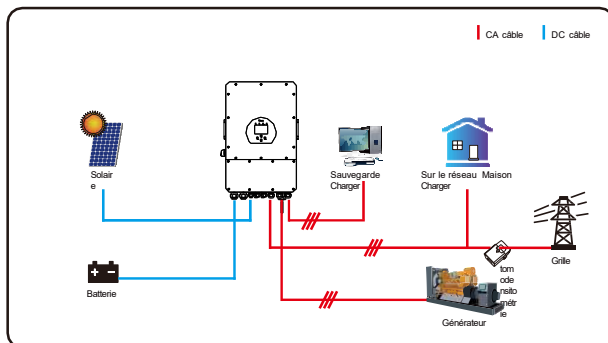 CA câble
DC câble
Solair
e
Sauvegarde
Charger
Sur le réseau Maison
Charger
Batterie
tom
ode
nsito
métr
ie
Grille
Générateur